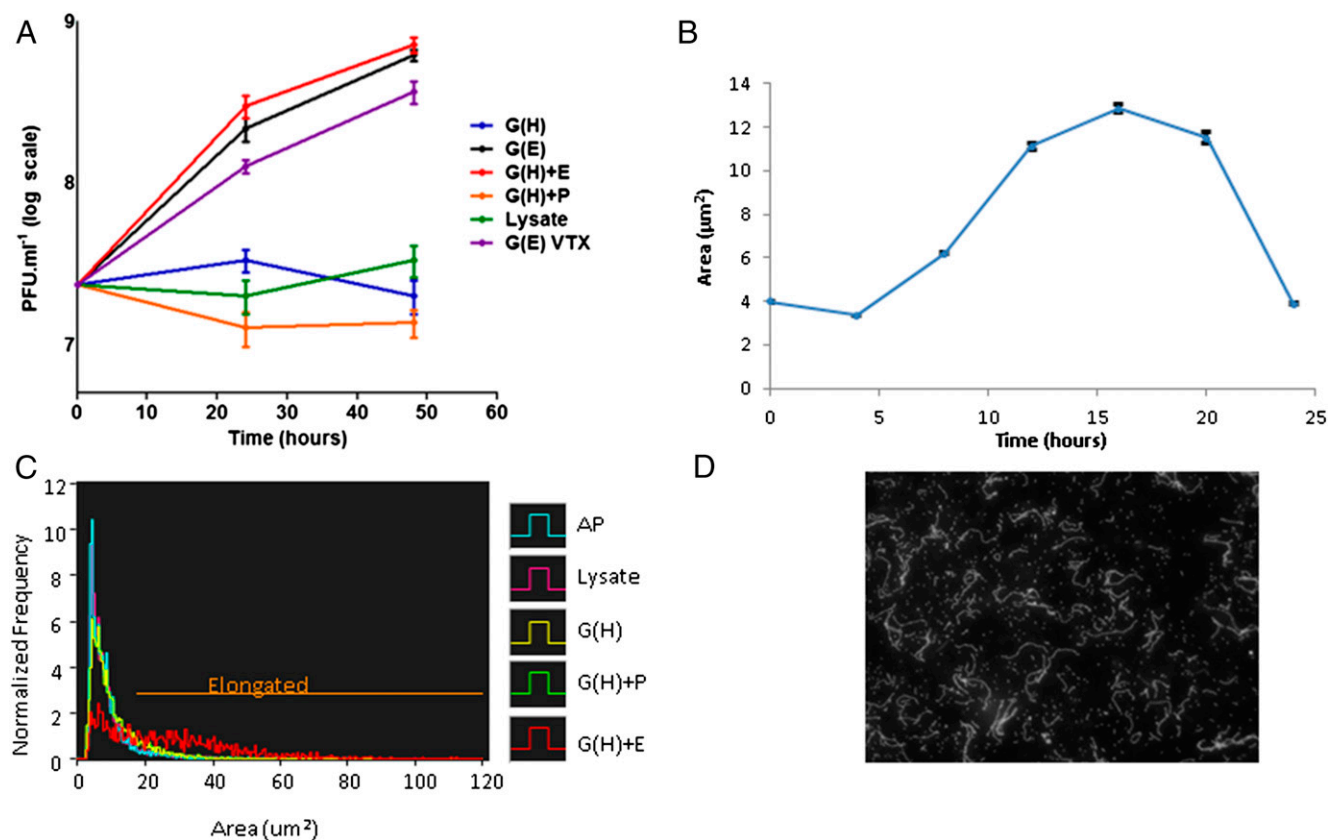 A
9
8
7
PFU.ml⁻¹ (log scale)
0 10 20 30 40 50 60
Time (hours)
G(H)
G(E)
G(H)+E
G(H)+P
Lysate
G(E) VTX
B
14
12
10
8
6
4
2
0
Area (µm²)
0 5 10 15 20 25
Time (hours)
C
12
10
8
6
4
2
0
Normalized Frequency
Elongated
0 20 40 60 80 100 120
Area (um²)
AP
Lysate
G(H)
G(H)+P
G(H)+E
D